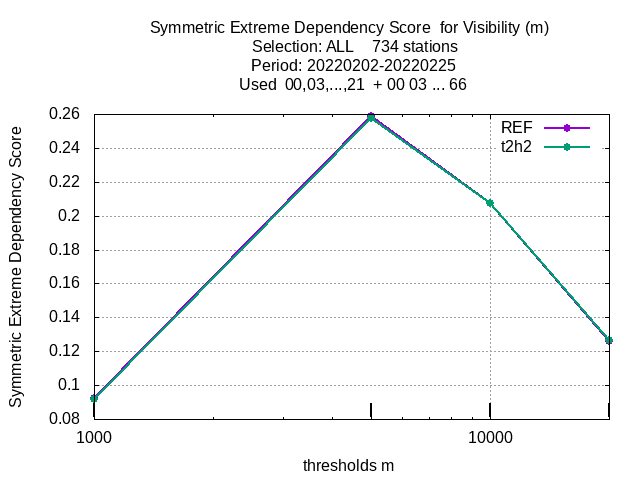 Symmetric Extreme Dependency Score  for Visibility (m)
Selection: ALL    734 stations
Period: 20220202-20220225
Used  00,03,...,21  + 00 03 ... 66
Symmetric Extreme Dependency Score
0.26
0.24
0.22
0.2
0.18
0.16
0.14
0.12
0.1
0.08
REF
t2h2
1000
10000
thresholds m